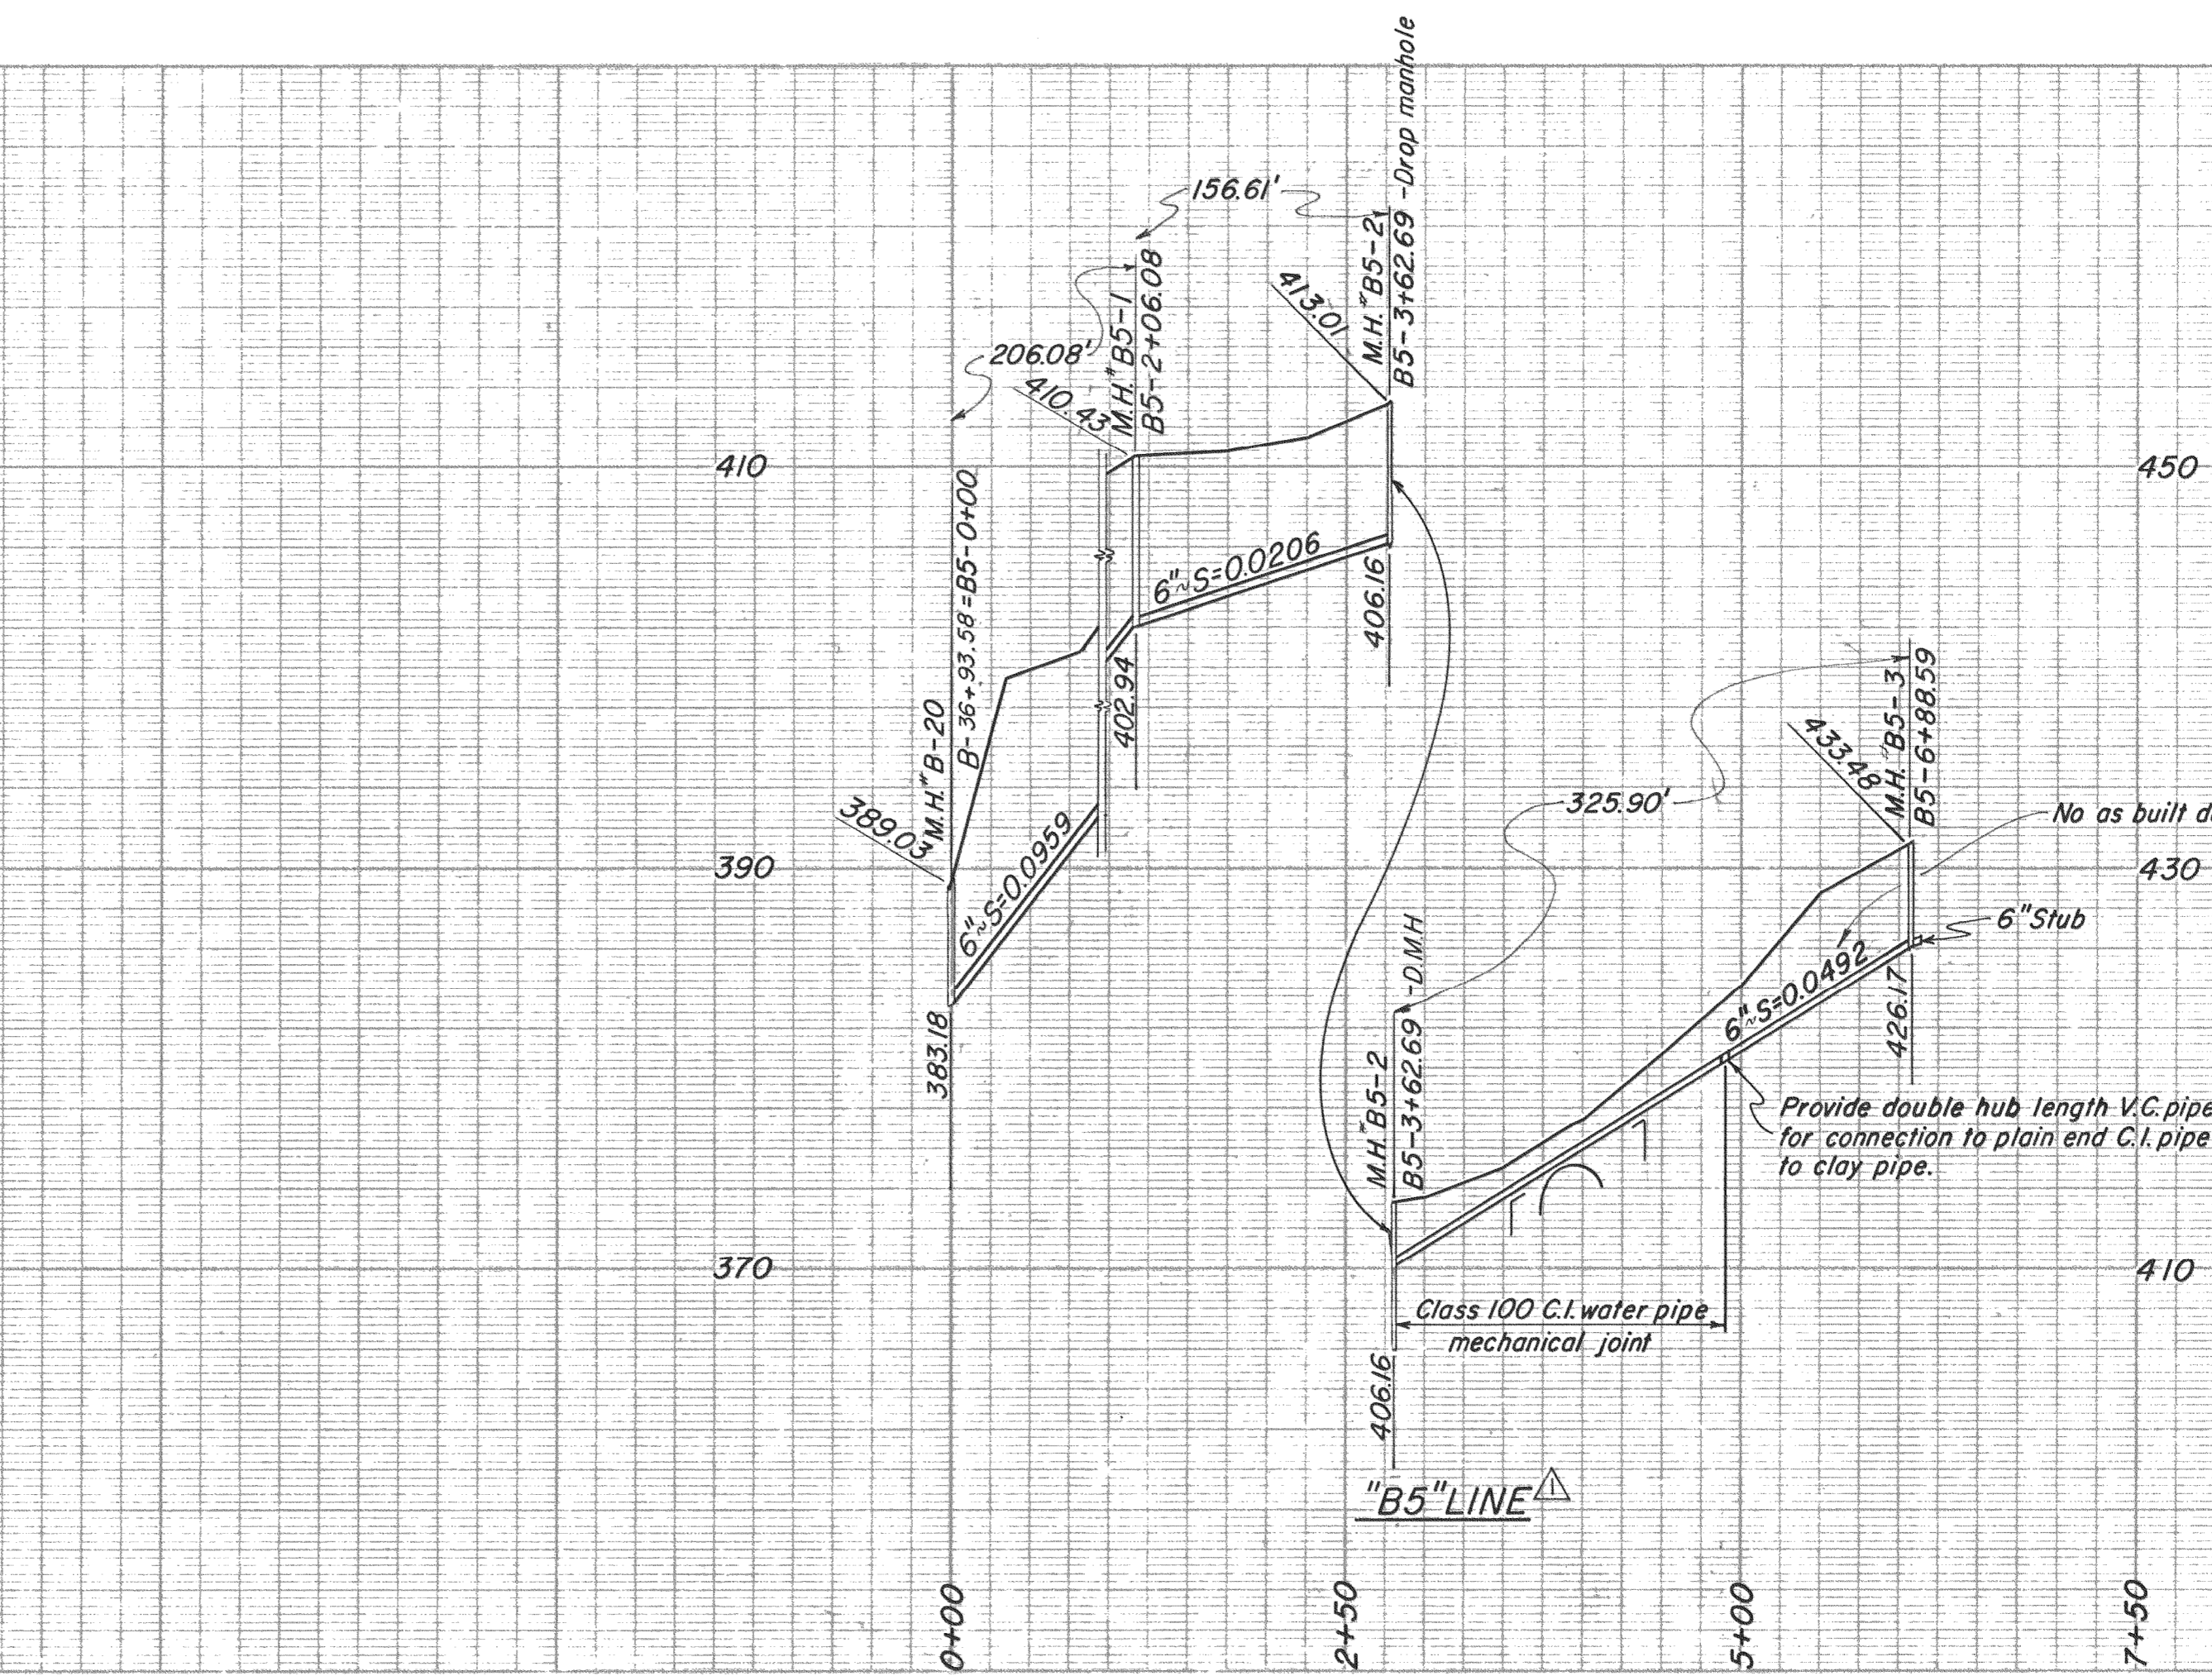 156.61'
M.H.#B5-2
B5-3+62.69 -Drop manhole
206.08'
410.43
M.H.#B5-1
B5-2+06.08
413.01
410
450
6"~S=0.0206
406.16
402.94
M.H.#B-20
B-36+93.58=B5-0+00
389.03
390
6"~S=0.0959
383.18
325.90'
433.48
M.H.#B5-3
B5-6+88.59
No as built d
430
6"Stub
6"~S=0.0492
426.17
M.H.#B5-2
B5-3+62.69 -D.M.H
Provide double hub length V.C. pipe
for connection to plain end C.I. pipe
to clay pipe.
370
410
Class 100 C.I. water pipe
mechanical joint
406.16
"B5" LINE 1
0+00
2+50
5+00
7+50